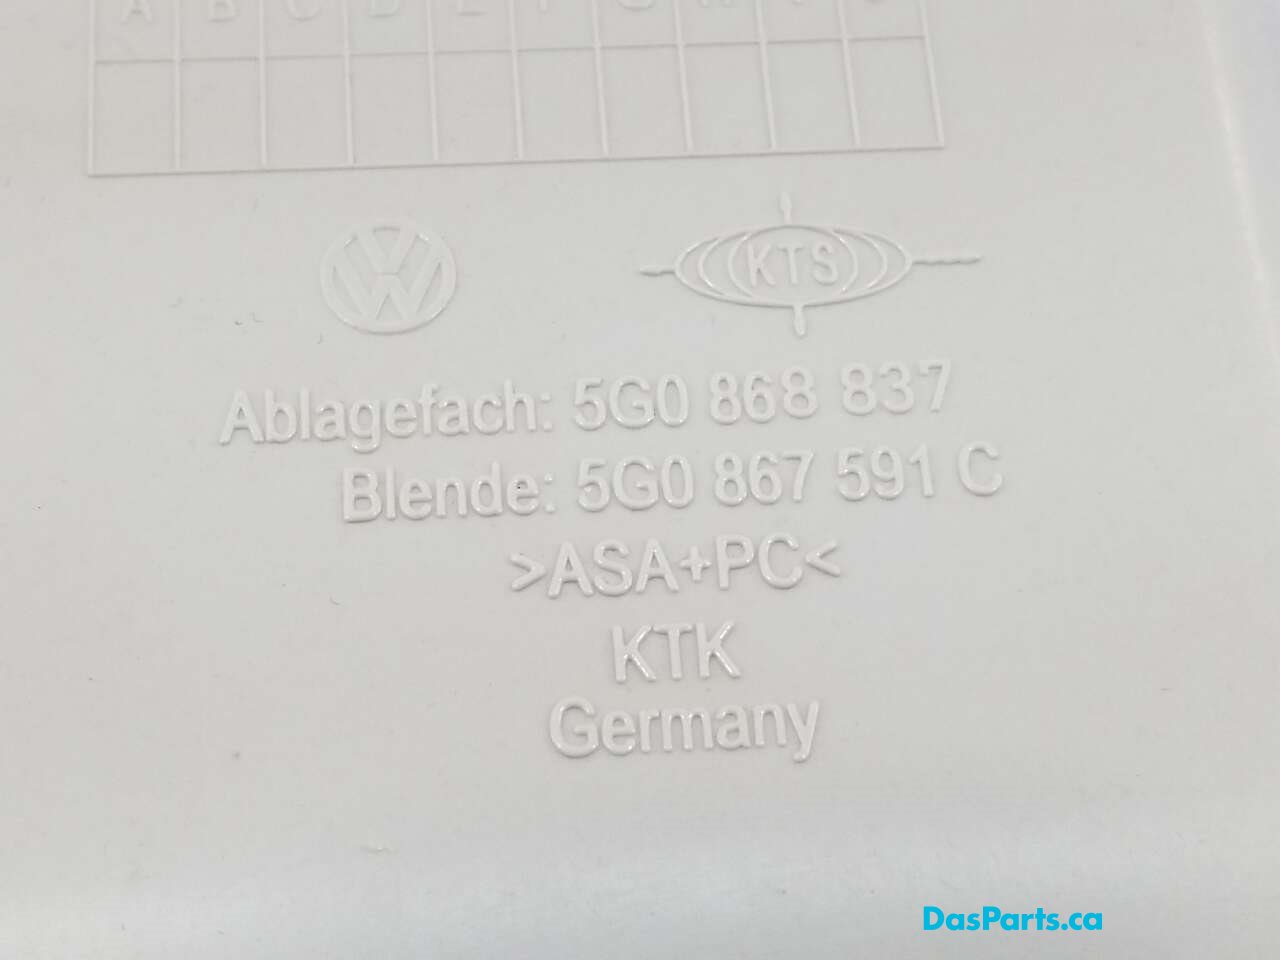 A B C D E F G H
KTS
Ablagefach: 5G0 868 837
Blende: 5G0 867 591 C
>ASA+PC<
KTK
Germany
DasParts.ca